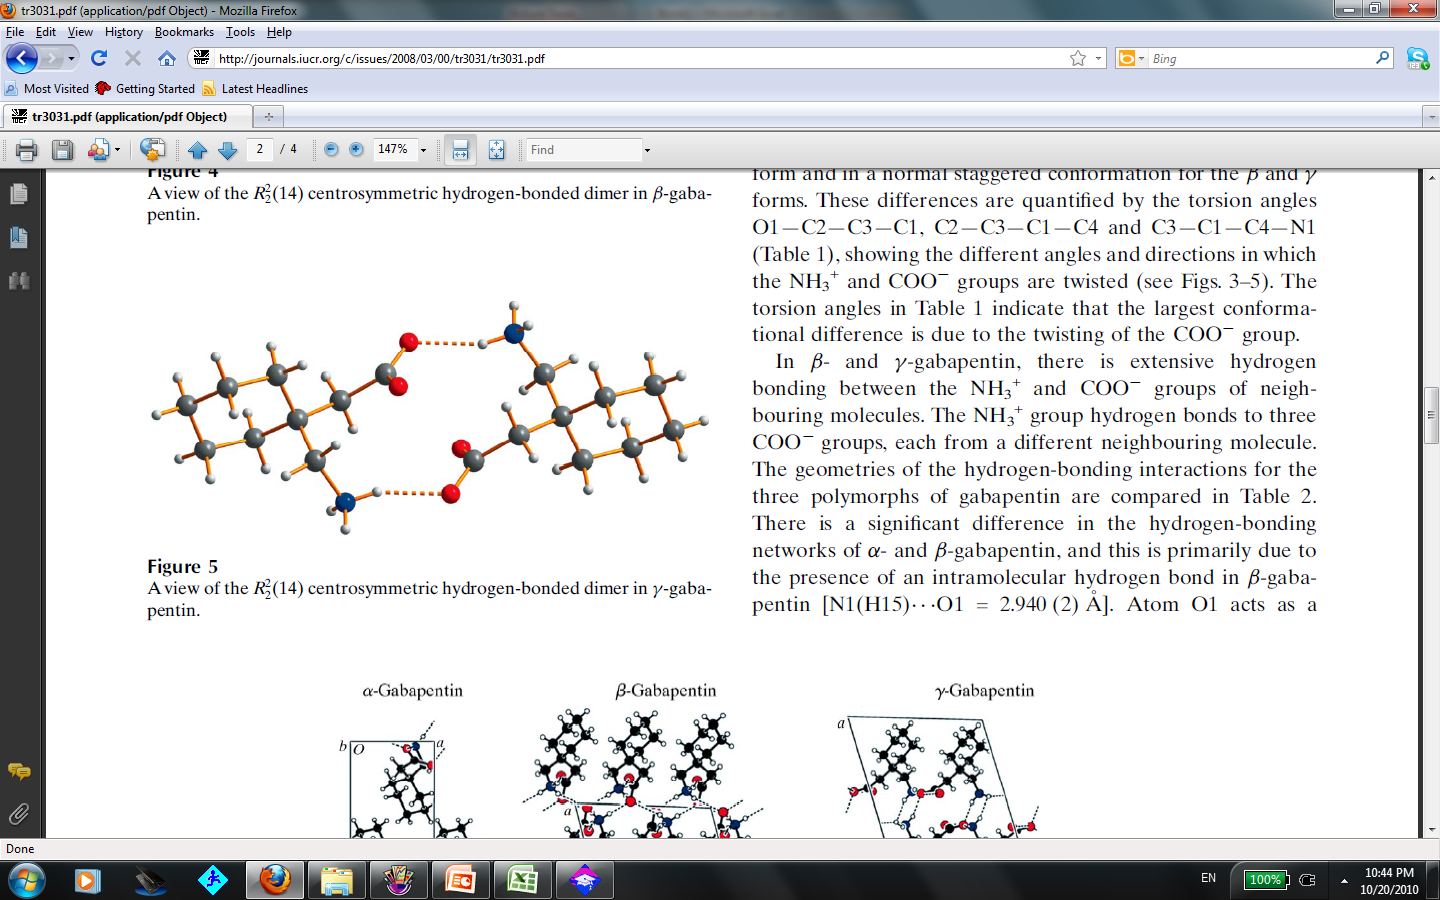 tr3031.pdf (application/pdf Object) - Mozilla Firefox
File Edit View History Bookmarks Tools Help
http://journals.iucr.org/c/issues/2008/03/00/tr3031/tr3031.pdf
Bing
Most Visited Getting Started Latest Headlines
tr3031.pdf (application/pdf Object)
2 / 4 147% Find
Figure 4
A view of the R²₂(14) centrosymmetric hydrogen-bonded dimer in β-gaba-
pentin.
Figure 5
A view of the R²₂(14) centrosymmetric hydrogen-bonded dimer in γ-gaba-
pentin.
form and in a normal staggered conformation for the β and γ
forms. These differences are quantified by the torsion angles
O1—C2—C3—C1, C2—C3—C1—C4 and C3—C1—C4—N1
(Table 1), showing the different angles and directions in which
the NH₃⁺ and COO⁻ groups are twisted (see Figs. 3–5). The
torsion angles in Table 1 indicate that the largest conforma-
tional difference is due to the twisting of the COO⁻ group.
In β- and γ-gabapentin, there is extensive hydrogen
bonding between the NH₃⁺ and COO⁻ groups of neigh-
bouring molecules. The NH₃⁺ group hydrogen bonds to three
COO⁻ groups, each from a different neighbouring molecule.
The geometries of the hydrogen-bonding interactions for the
three polymorphs of gabapentin are compared in Table 2.
There is a significant difference in the hydrogen-bonding
networks of α- and β-gabapentin, and this is primarily due to
the presence of an intramolecular hydrogen bond in β-gaba-
pentin [N1(H15)···O1 = 2.940 (2) Å]. Atom O1 acts as a
α-Gabapentin β-Gabapentin γ-Gabapentin
b O a
a
a
Done
EN 100% 10:44 PM
10/20/2010